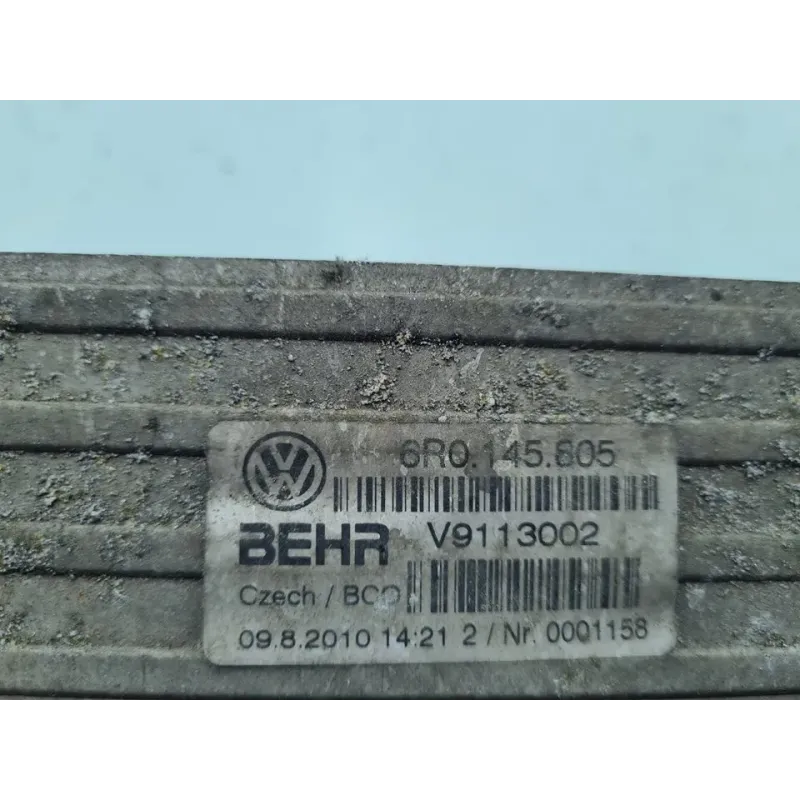 6R0.145.805
BEHR V9113002
Czech / BCO
09.8.2010 14:21 2 / Nr. 0001158